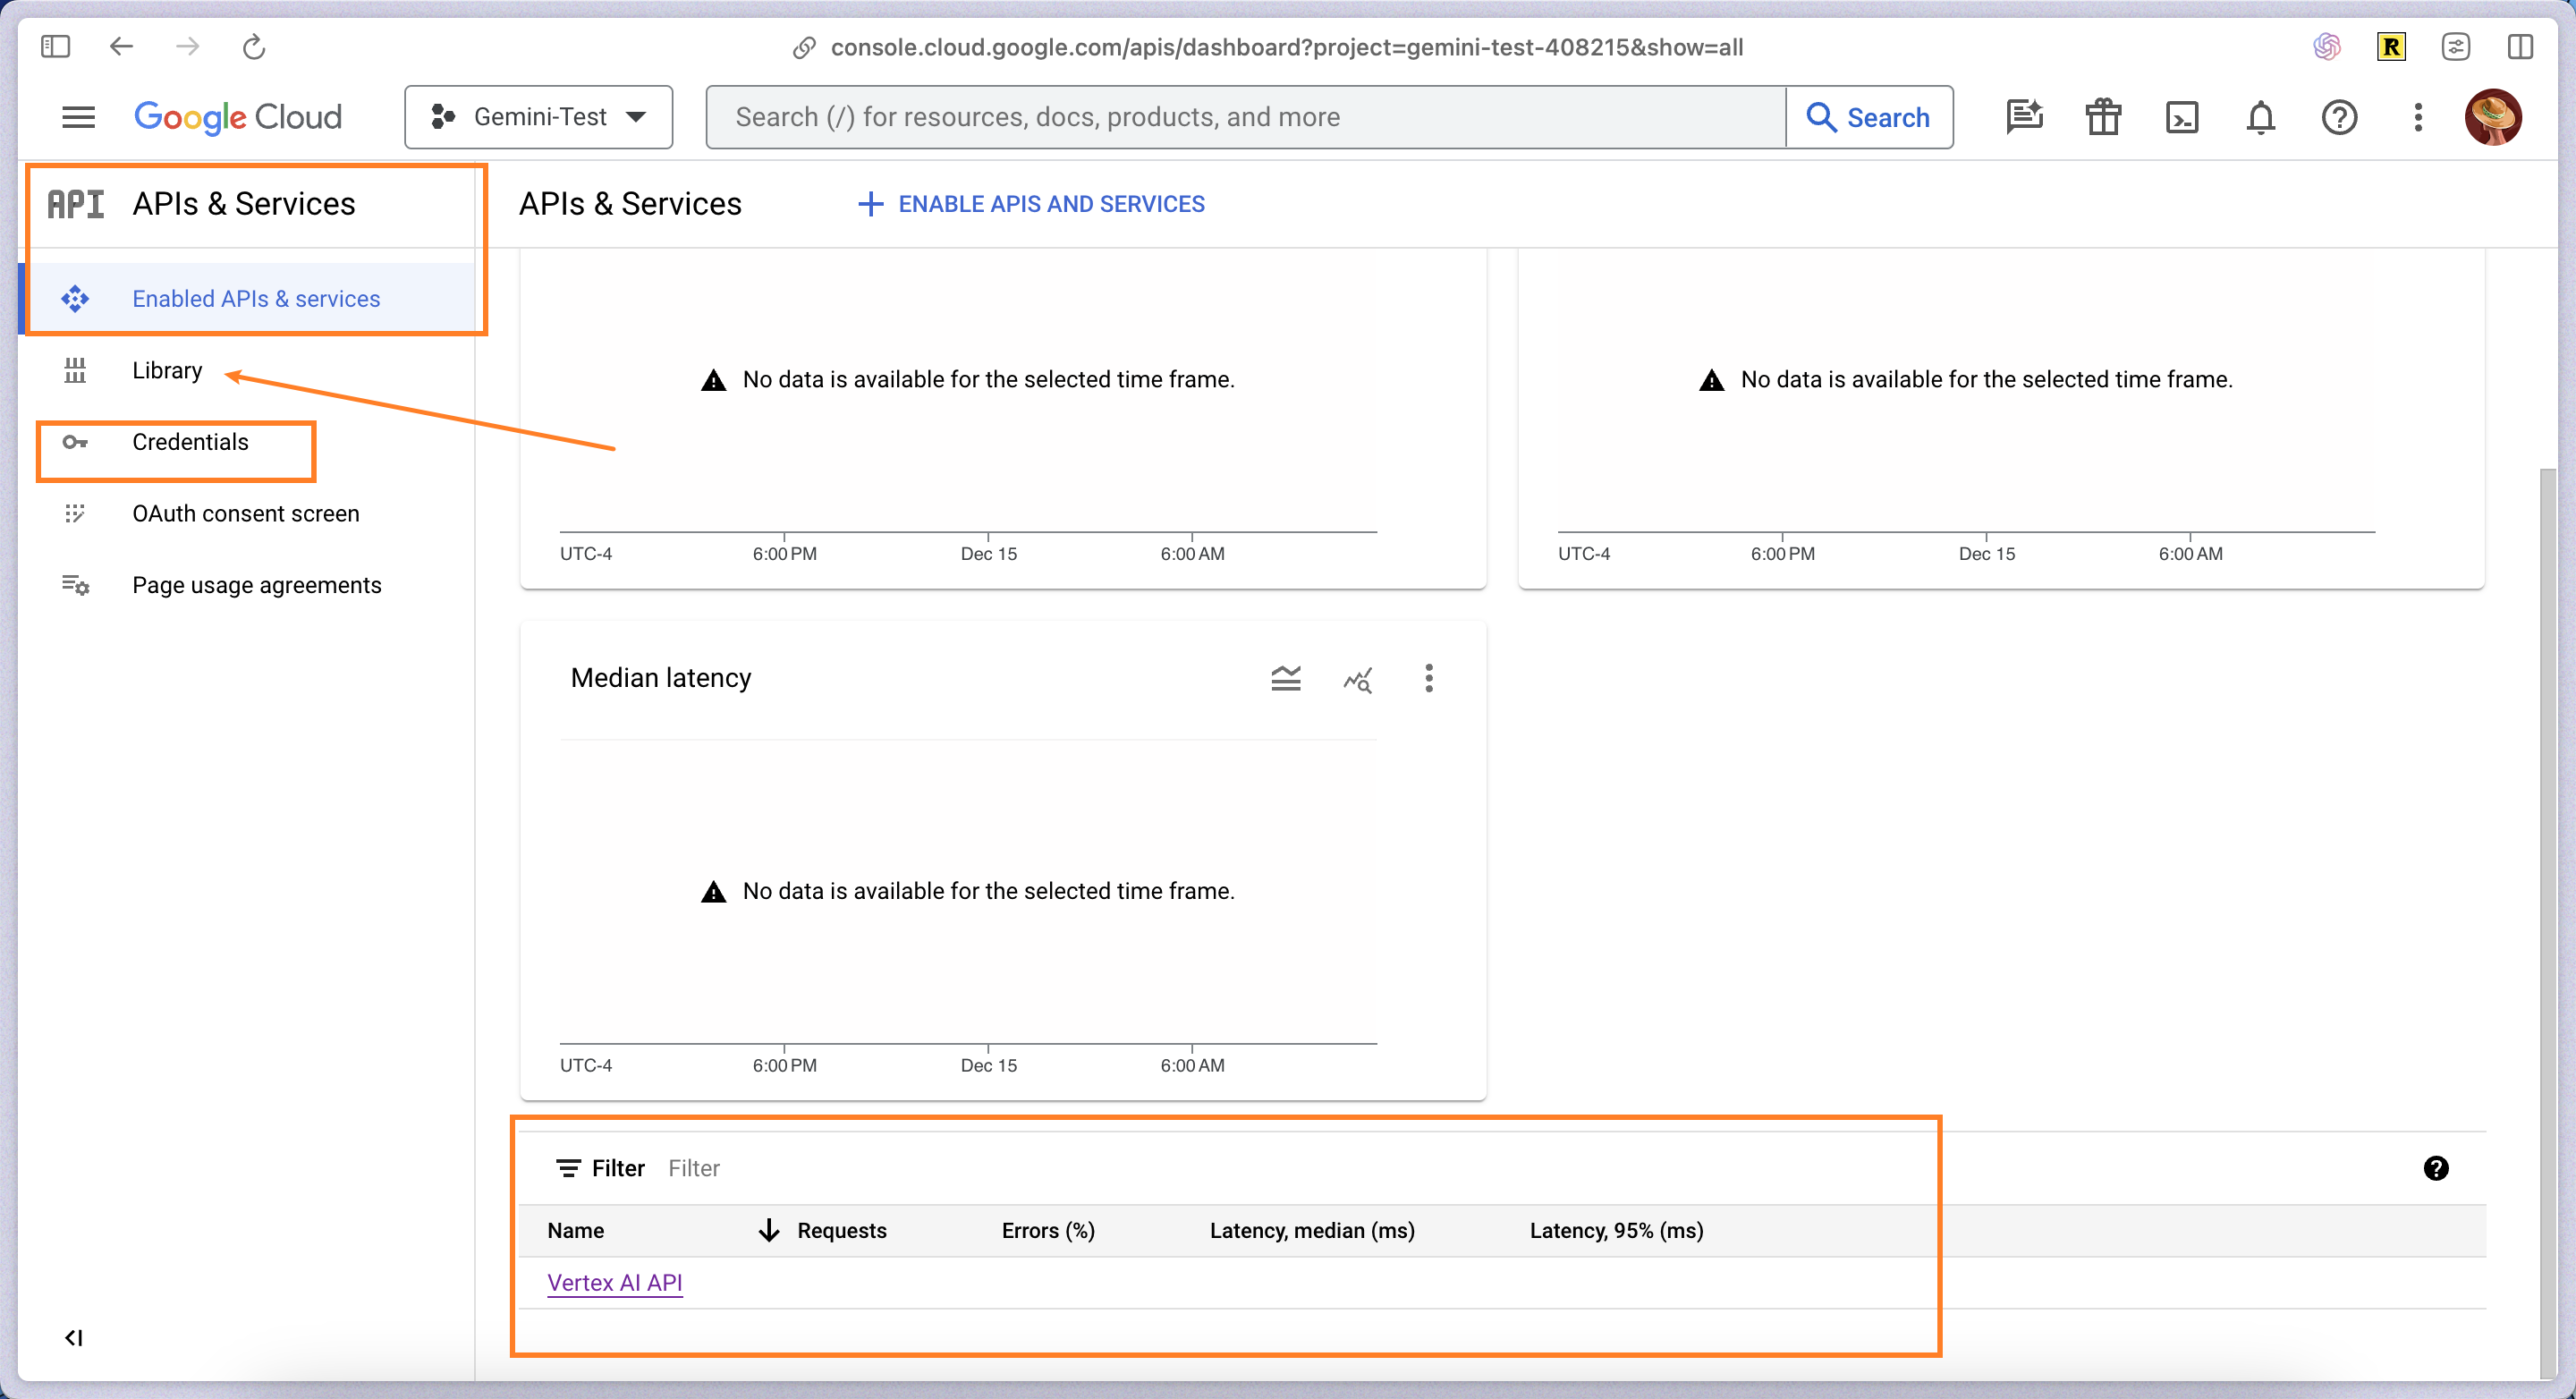 console.cloud.google.com/apis/dashboard?project=gemini-test-408215&show=all
R
Google Cloud
Gemini-Test
Search (/) for resources, docs, products, and more
Search
API APIs & Services
APIs & Services
ENABLE APIS AND SERVICES
Enabled APIs & services
Library
Credentials
OAuth consent screen
Page usage agreements
No data is available for the selected time frame.
UTC-4 6:00 PM Dec 15 6:00 AM
No data is available for the selected time frame.
UTC-4 6:00 PM Dec 15 6:00 AM
Median latency
No data is available for the selected time frame.
UTC-4 6:00 PM Dec 15 6:00 AM
Filter Filter
Name Requests Errors (%) Latency, median (ms) Latency, 95% (ms)
Vertex AI API